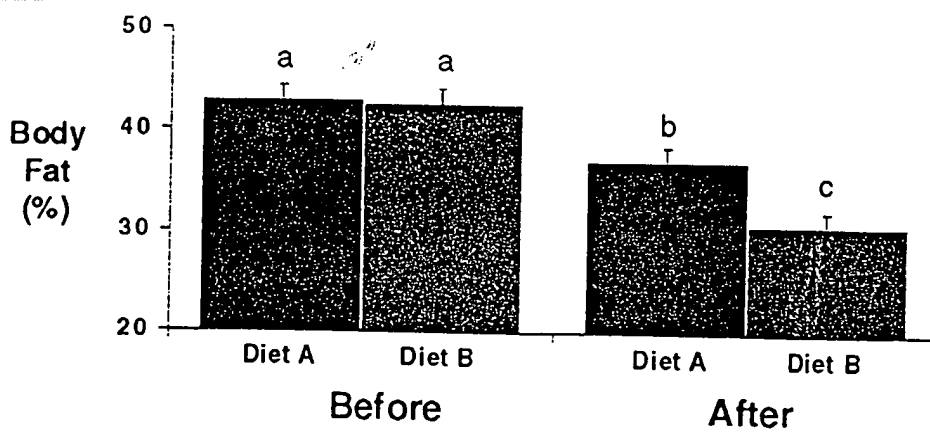 50
a
a
40
Body
Fat
(%)
b
c
30
20
Diet A
Diet B
Diet A
Diet B
Before
After